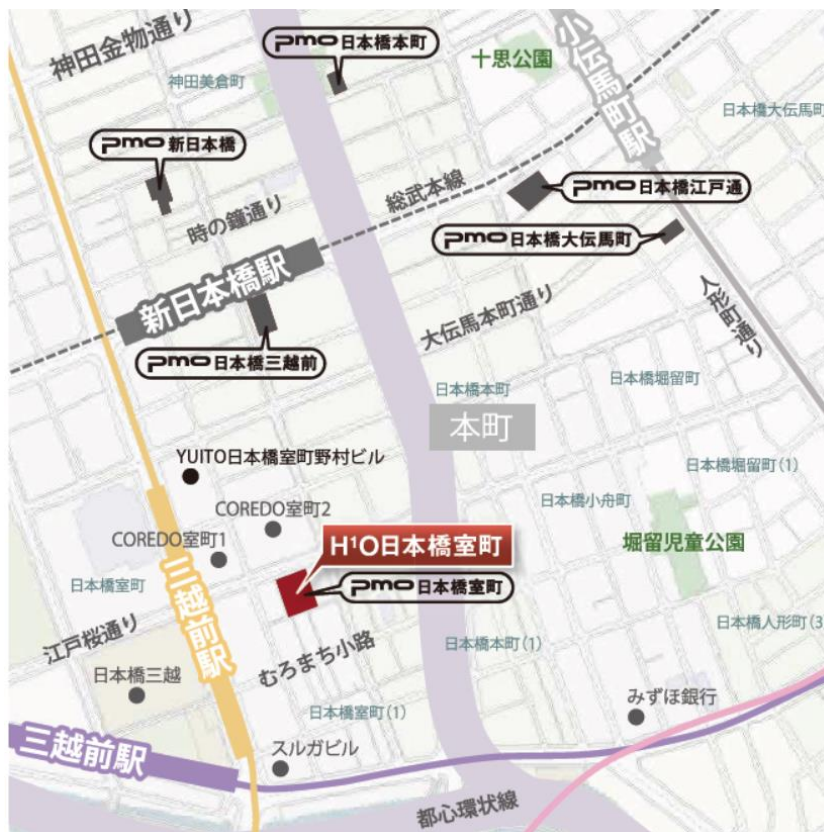 神田金物通り
pmo日本橋本町
十思公園
小伝馬町駅
神田美倉町
日本橋大伝馬町
pmo新日本橋
総武本線
pmo日本橋江戸通
時の鐘通り
pmo日本橋大伝馬町
新日本橋駅
人形町通り
大伝馬本町通り
pmo日本橋三越前
日本橋堀留町
日本橋本町
本町
YUITO日本橋室町野村ビル
日本橋堀留町(1)
日本橋小舟町
COREDO室町2
COREDO室町1
H¹O日本橋室町
堀留児童公園
日本橋室町
pmo日本橋室町
三越前駅
江戸桜通り
日本橋人形町(3
むろまち小路
日本橋本町(1)
日本橋三越
みずほ銀行
日本橋室町(1)
三越前駅
スルガビル
都心環状線